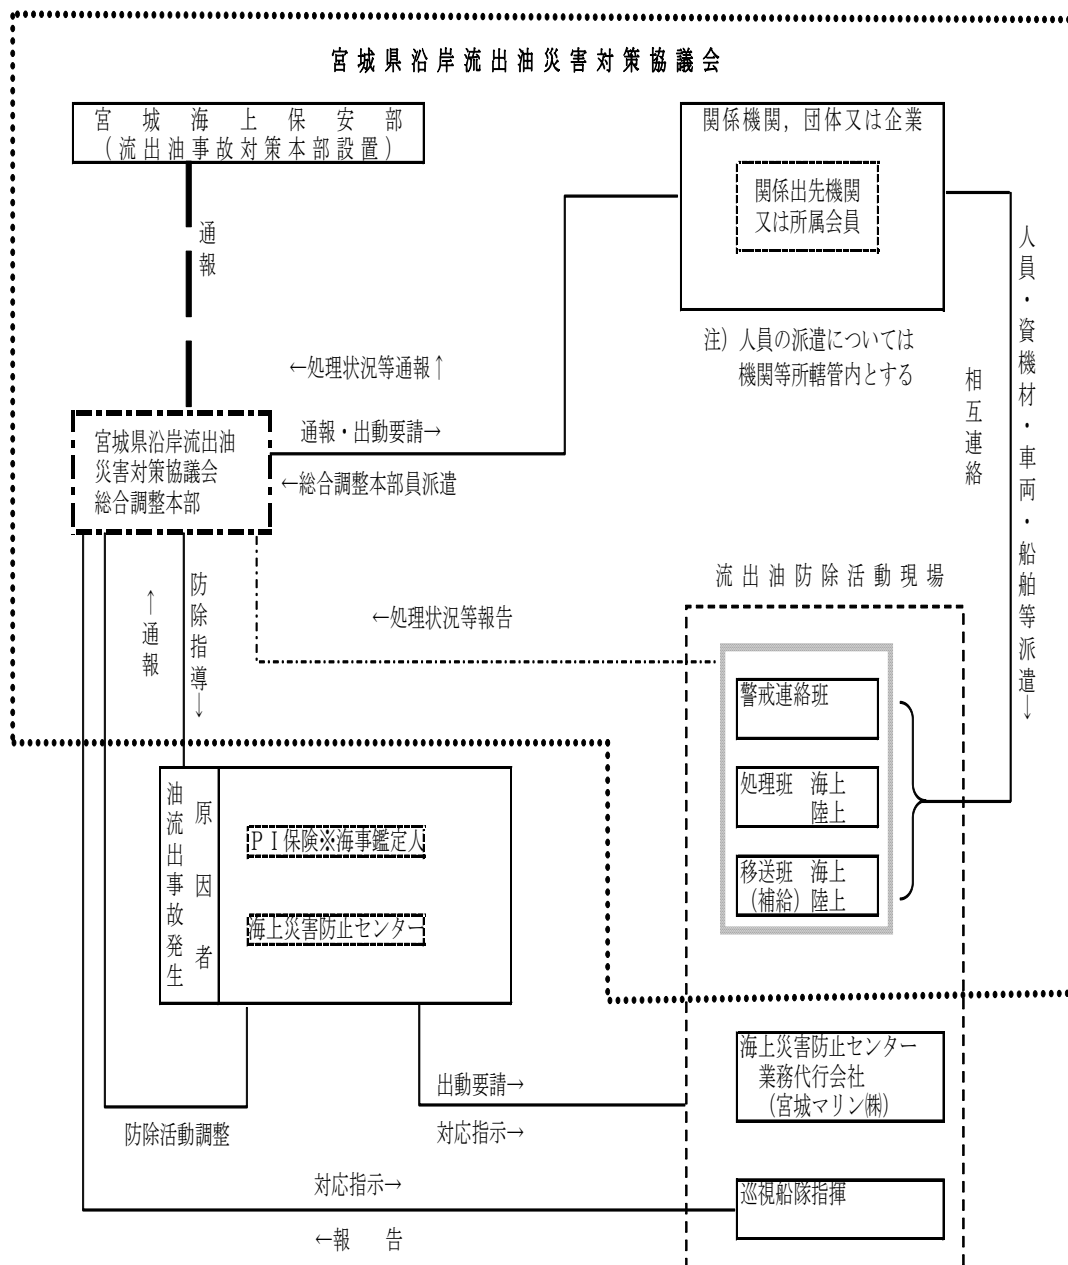 宮城県沿岸流出油災害対策協議会
宮城海上保安部
（流出油事故対策本部設置）
通報
関係機関，団体又は企業
関係出先機関
又は所属会員
注）人員の派遣については
機関等所轄管内とする
人員・資機材・車両・船舶等派遣→
相互連絡
←処理状況等通報↑
通報・出動要請→
←総合調整本部員派遣
宮城県沿岸流出油
災害対策協議会
総合調整本部
←通報
防除指導→
←処理状況等報告
流出油防除活動現場
警戒連絡班
処理班　海上
陸上
移送班　海上
（補給）陸上
油流出事故発生
原因者
ＰＩ保険※海事鑑定人
海上災害防止センター
海上災害防止センター
業務代行会社
（宮城マリン㈱）
出動要請→
対応指示→
防除活動調整
対応指示→
←報　告
巡視船隊指揮